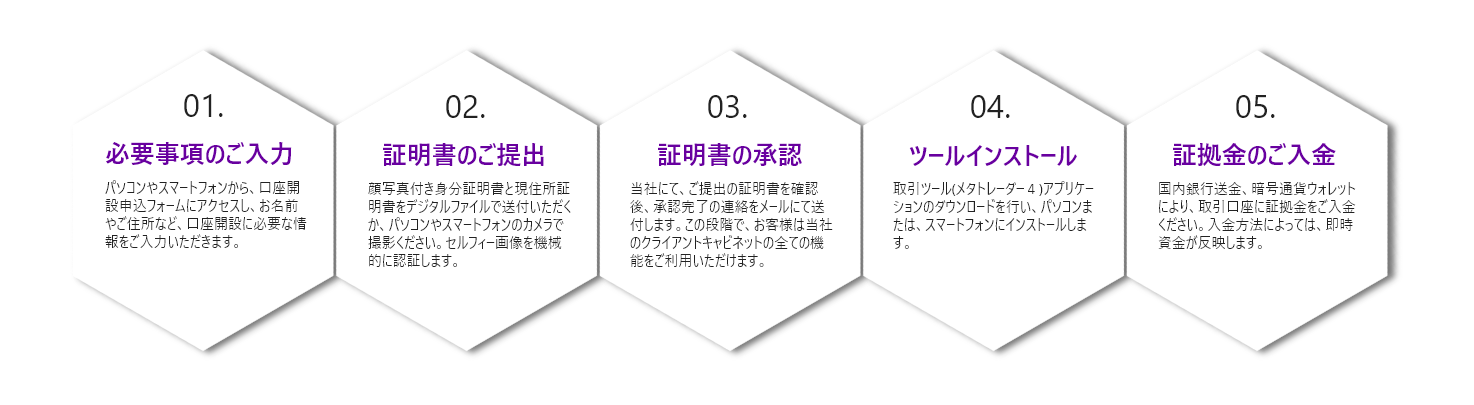 01.
必要事項のご入力
パソコンやスマートフォンから、口座開
設申込フォームにアクセスし、お名前
やご住所など、口座開設に必要な情
報をご入力いただきます。
02.
証明書のご提出
顔写真付き身分証明書と現住所証
明書をデジタルファイルで送付いただく
か、パソコンやスマートフォンのカメラで
撮影ください。セルフィー画像を機械
的に認証します。
03.
証明書の承認
当社にて、ご提出の証明書を確認
後、承認完了の連絡をメールにて送
付します。この段階で、お客様は当社
のクライアントキャビネットの全ての機
能をご利用いただけます。
04.
ツールインストール
取引ツール(メタトレーダー４)アプリケー
ションのダウンロードを行い、パソコンま
たは、スマートフォンにインストールしま
す。
05.
証拠金のご入金
国内銀行送金、暗号通貨ウォレット
により、取引口座に証拠金をご入金
ください。入金方法によっては、即時
資金が反映します。